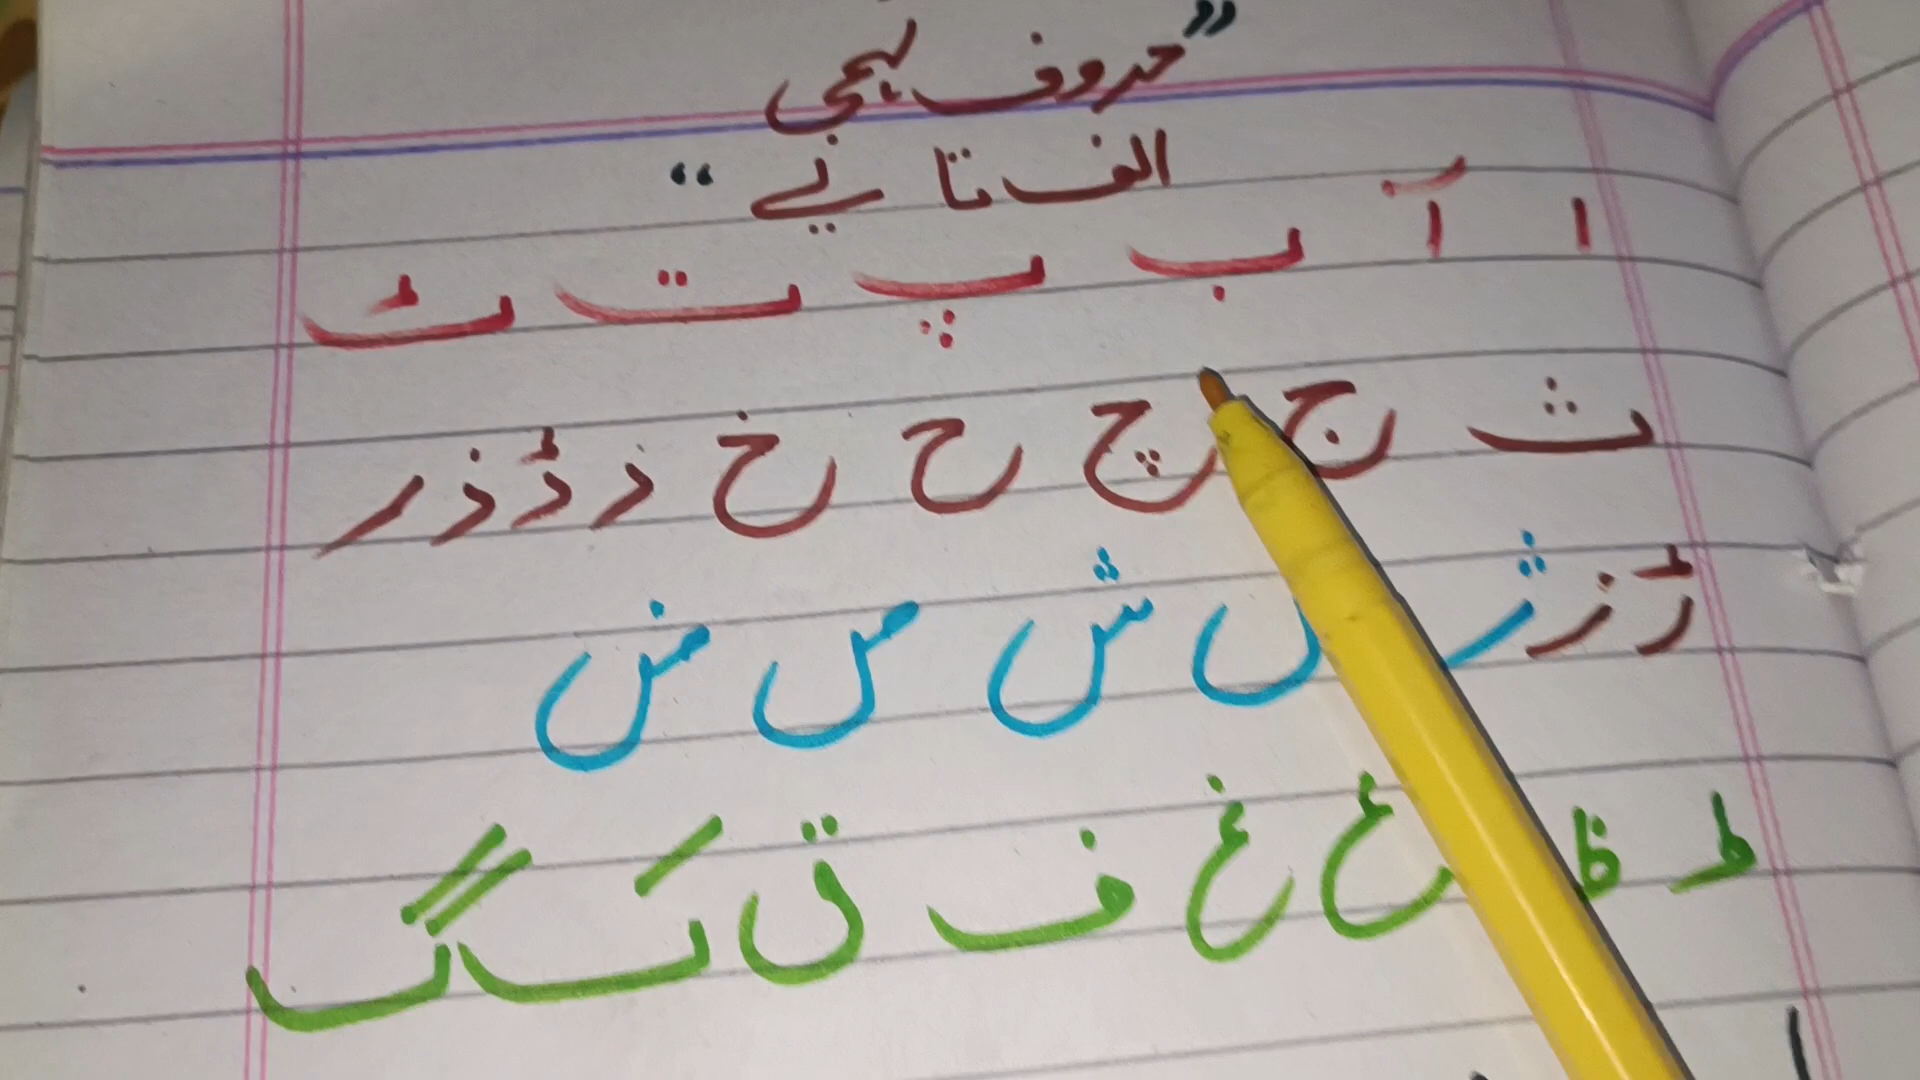 ”حروف تہجی
الف تا یے“
ا آ ب پ ت ٹ
ث ج چ ح خ د ڈ ذ ر
ڑ ز ژ س ش ص ض
ط ظ ع غ ف ق ک گ